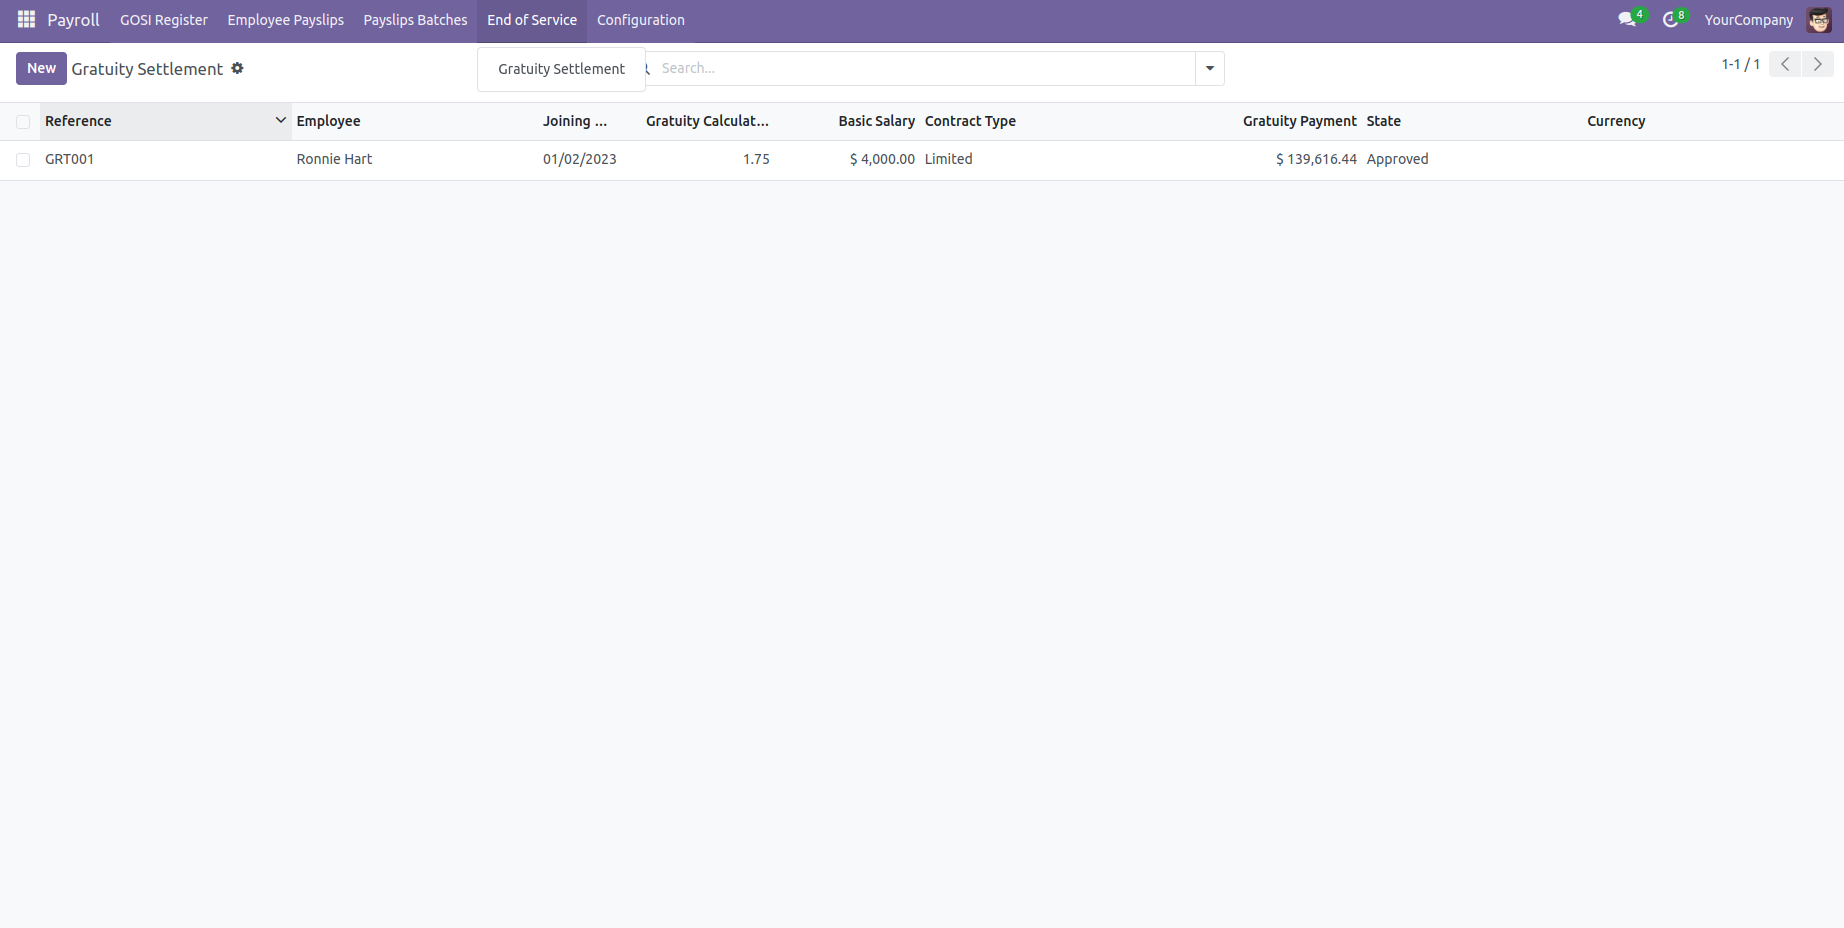 Payroll GOSI Register Employee Payslips Payslips Batches End of Service Configuration 4 8 YourCompany
New Gratuity Settlement Gratuity Settlement Search... 1-1 / 1
Reference Employee Joining ... Gratuity Calculat... Basic Salary Contract Type Gratuity Payment State Currency
GRT001 Ronnie Hart 01/02/2023 1.75 $ 4,000.00 Limited $ 139,616.44 Approved